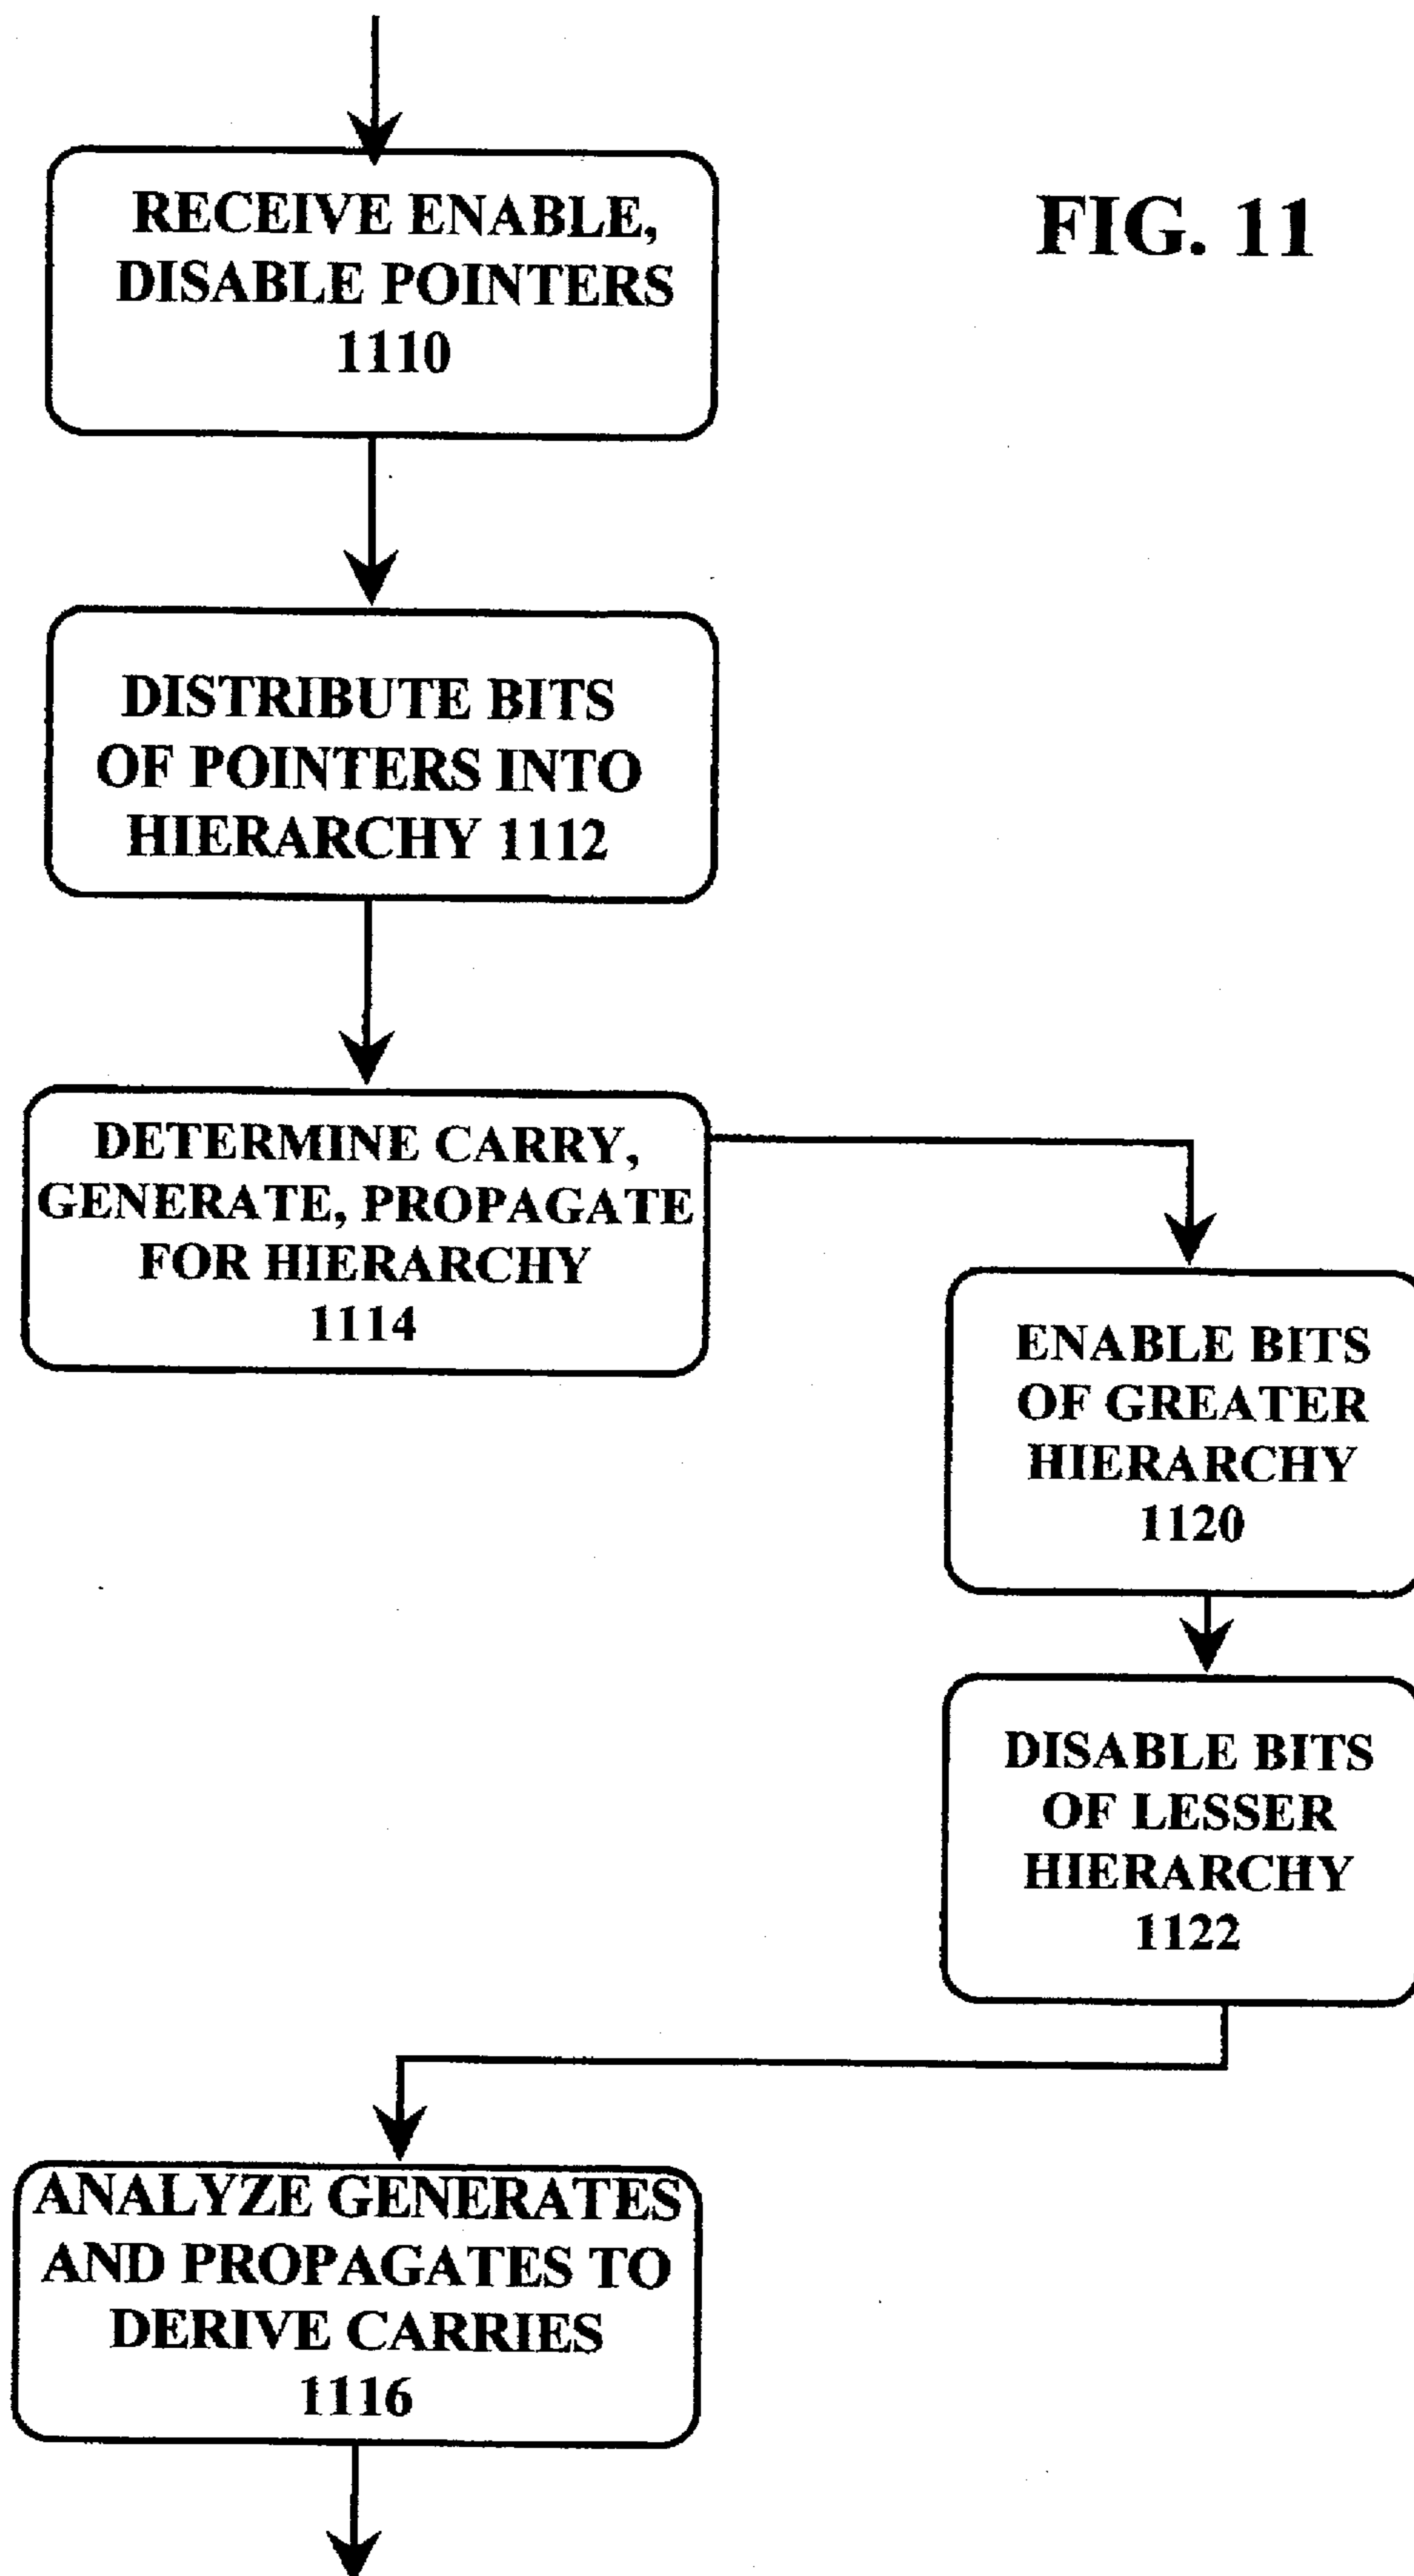 FIG. 11
RECEIVE ENABLE,
DISABLE POINTERS
1110
DISTRIBUTE BITS
OF POINTERS INTO
HIERARCHY 1112
DETERMINE CARRY,
GENERATE, PROPAGATE
FOR HIERARCHY
1114
ENABLE BITS
OF GREATER
HIERARCHY
1120
DISABLE BITS
OF LESSER
HIERARCHY
1122
ANALYZE GENERATES
AND PROPAGATES TO
DERIVE CARRIES
1116